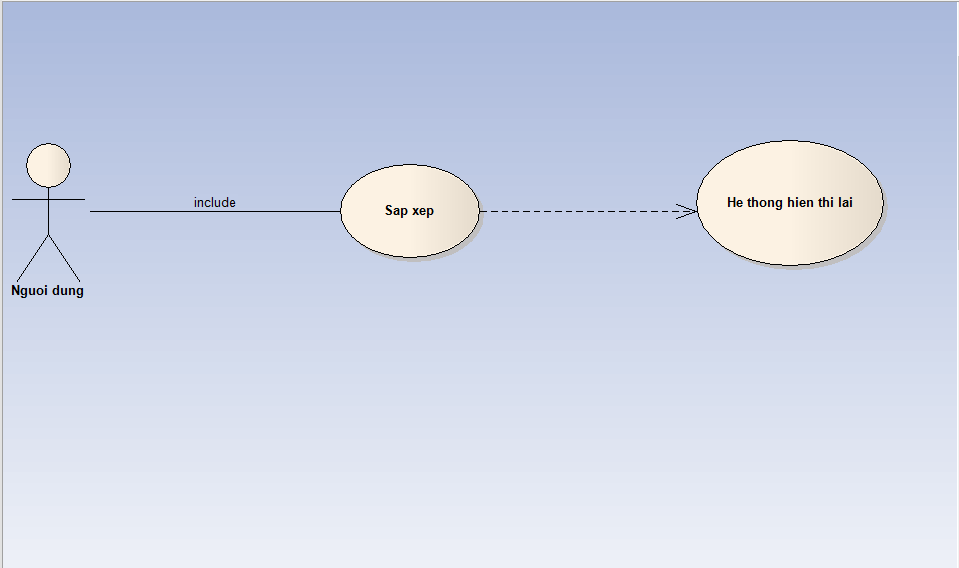 include
Sap xep
He thong hien thi lai
Nguoi dung